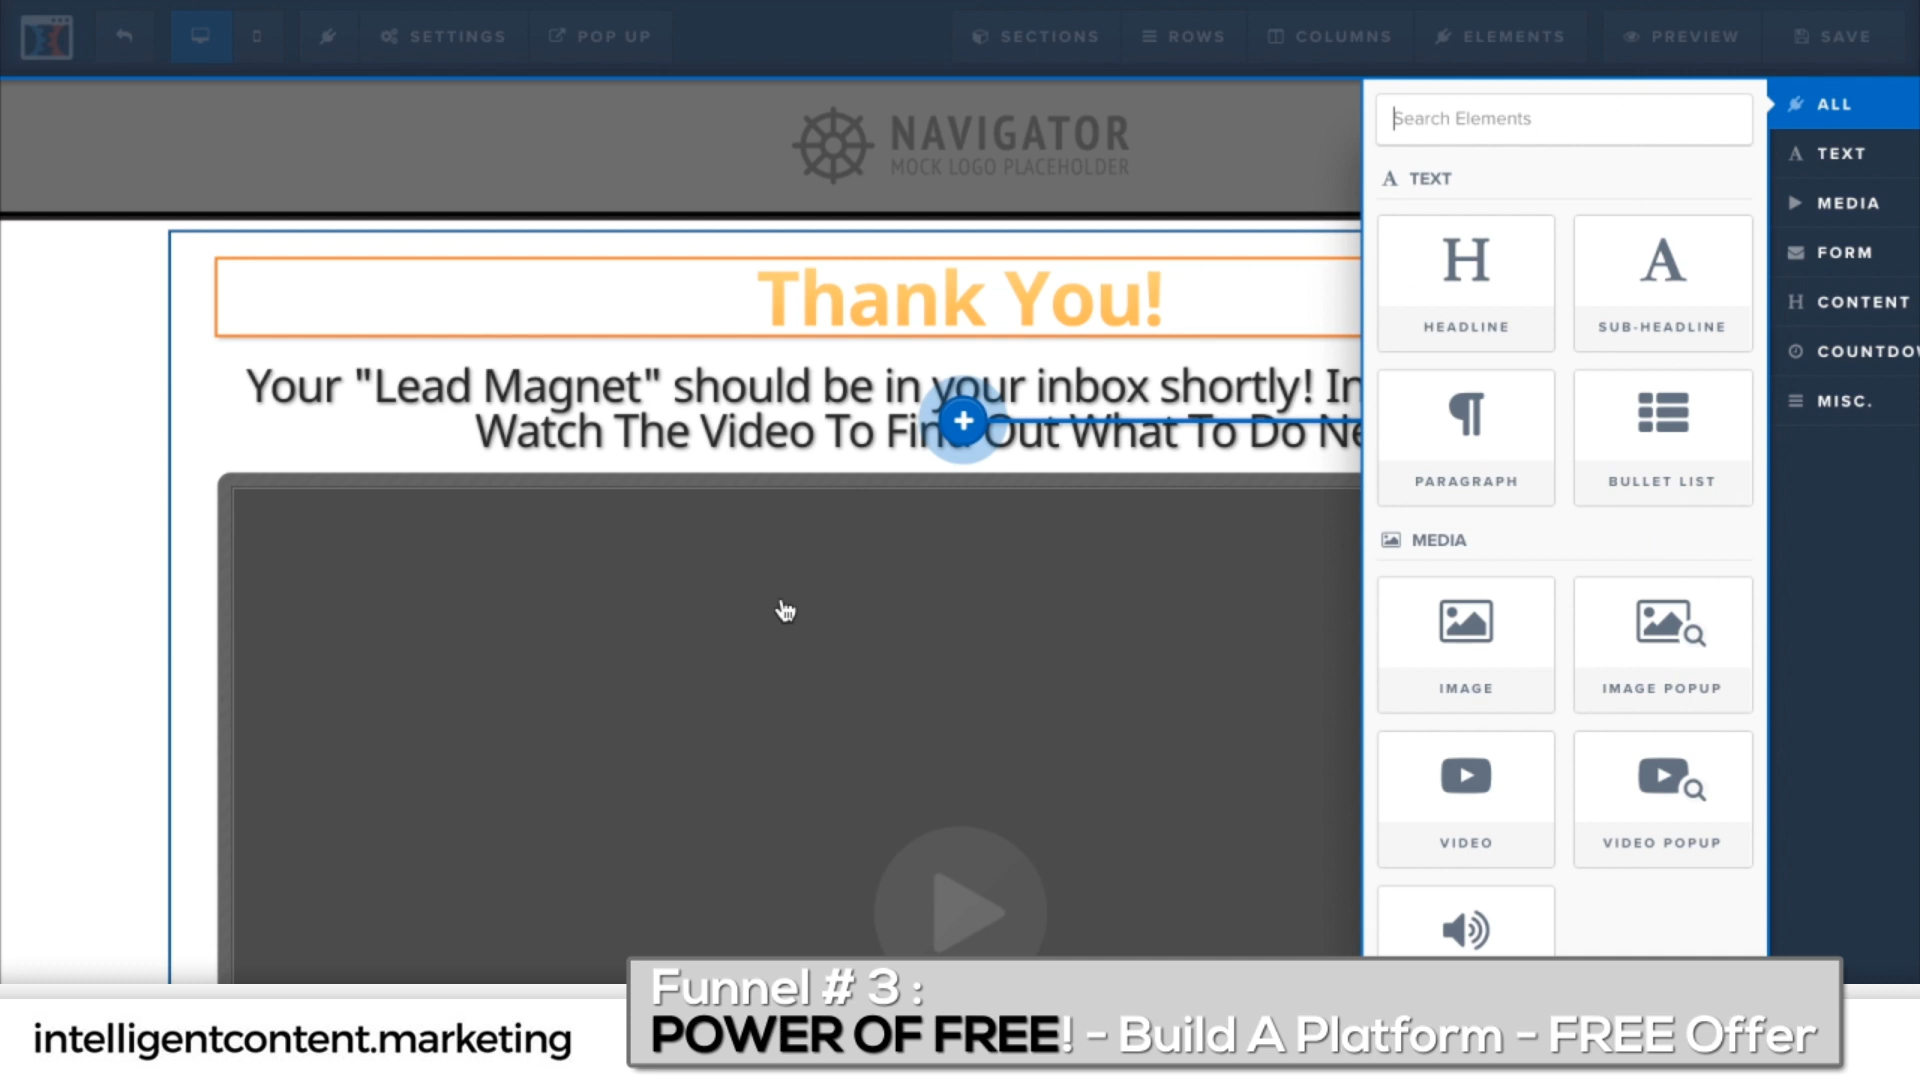 SETTINGS
POP UP
SECTIONS
ROWS
COLUMNS
ELEMENTS
PREVIEW
SAVE
NAVIGATOR
MOCK LOGO PLACEHOLDER
Thank You!
Your "Lead Magnet" should be in your inbox shortly! In
Watch The Video To Find Out What To Do Ne
Search Elements
TEXT
HEADLINE
SUB-HEADLINE
PARAGRAPH
BULLET LIST
MEDIA
IMAGE
IMAGE POPUP
VIDEO
VIDEO POPUP
ALL
TEXT
MEDIA
FORM
CONTENT
COUNTDOW
MISC.
intelligentcontent.marketing
Funnel # 3 :
POWER OF FREE! - Build A Platform - FREE Offer